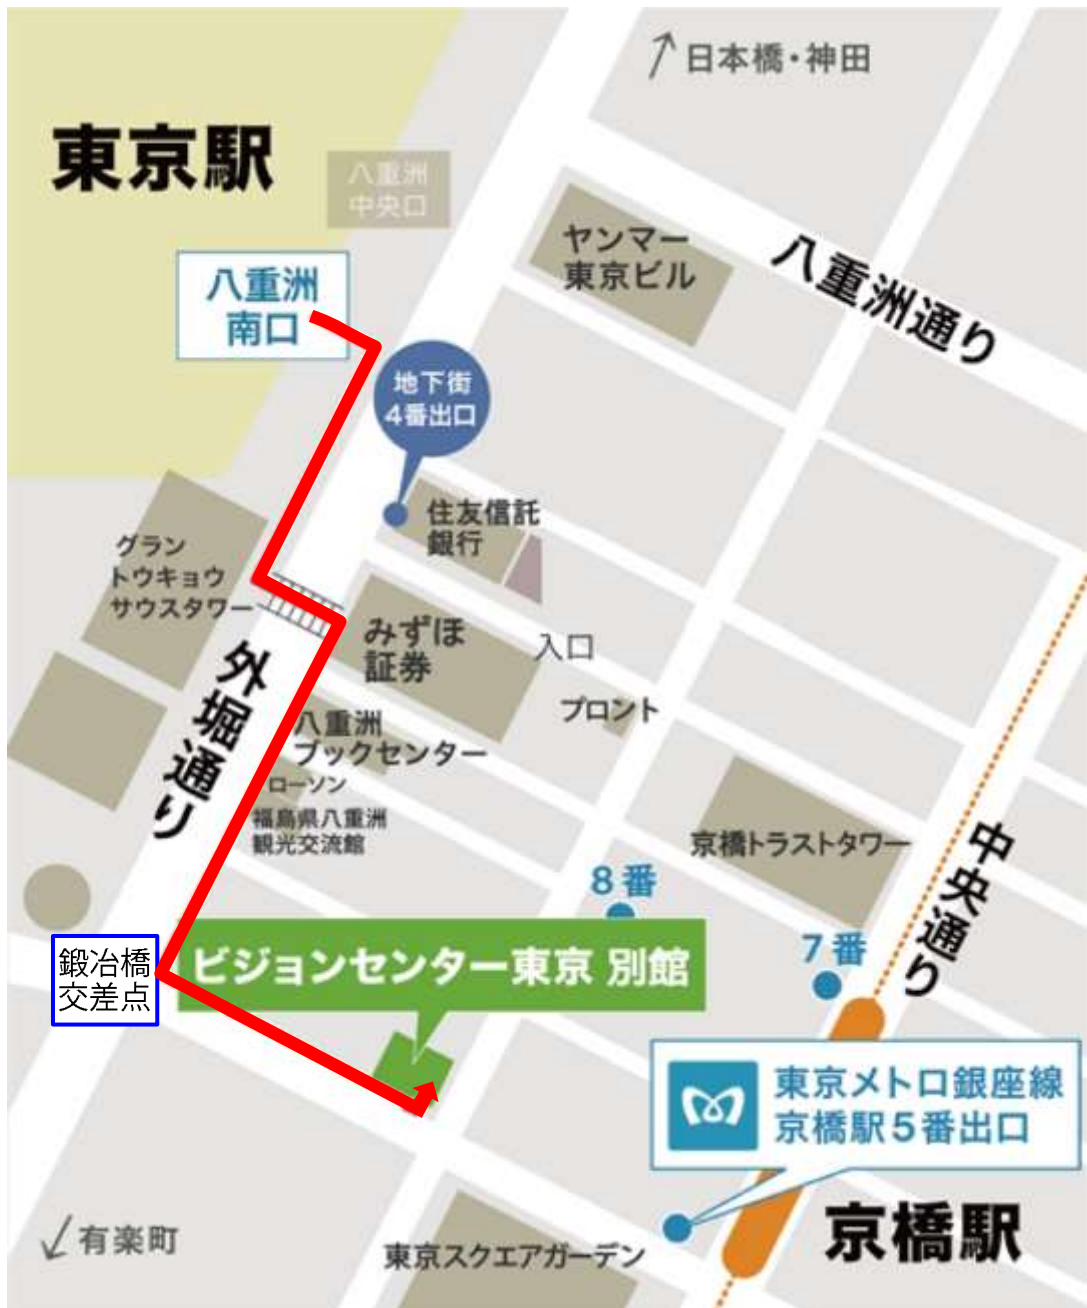 日本橋・神田
東京駅
八重洲
中央口
ヤンマー
東京ビル
八重洲通り
八重洲
南口
地下街
4番出口
住友信託
銀行
グラン
トウキョウ
サウスタワー
みずほ
証券
入口
プロント
外堀通り
八重洲
ブックセンター
ローソン
福島県八重洲
観光交流館
京橋トラストタワー
中央通り
8番
7番
鍛冶橋
交差点
ビジョンセンター東京 別館
東京メトロ銀座線
京橋駅5番出口
有楽町
東京スクエアガーデン
京橋駅